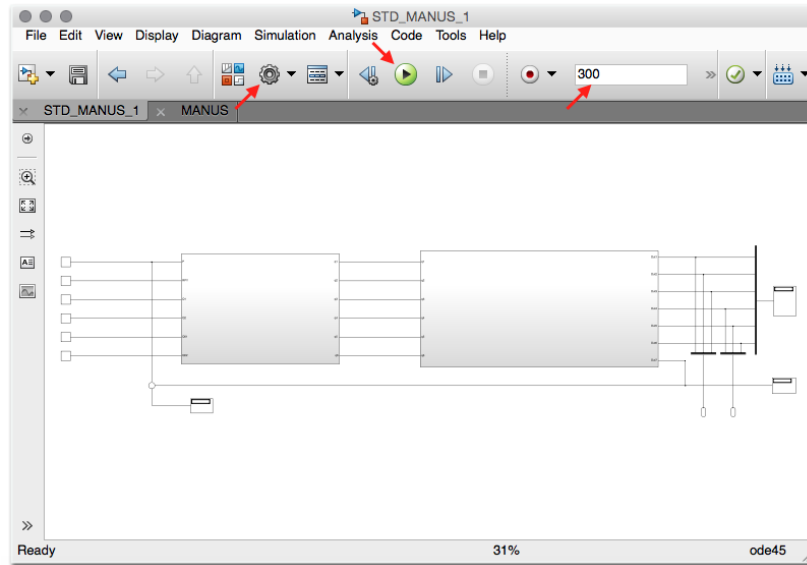 STD_MANUS_1
File Edit View Display Diagram Simulation Analysis Code Tools Help
300
STD_MANUS_1 MANUS
Ready 31% ode45